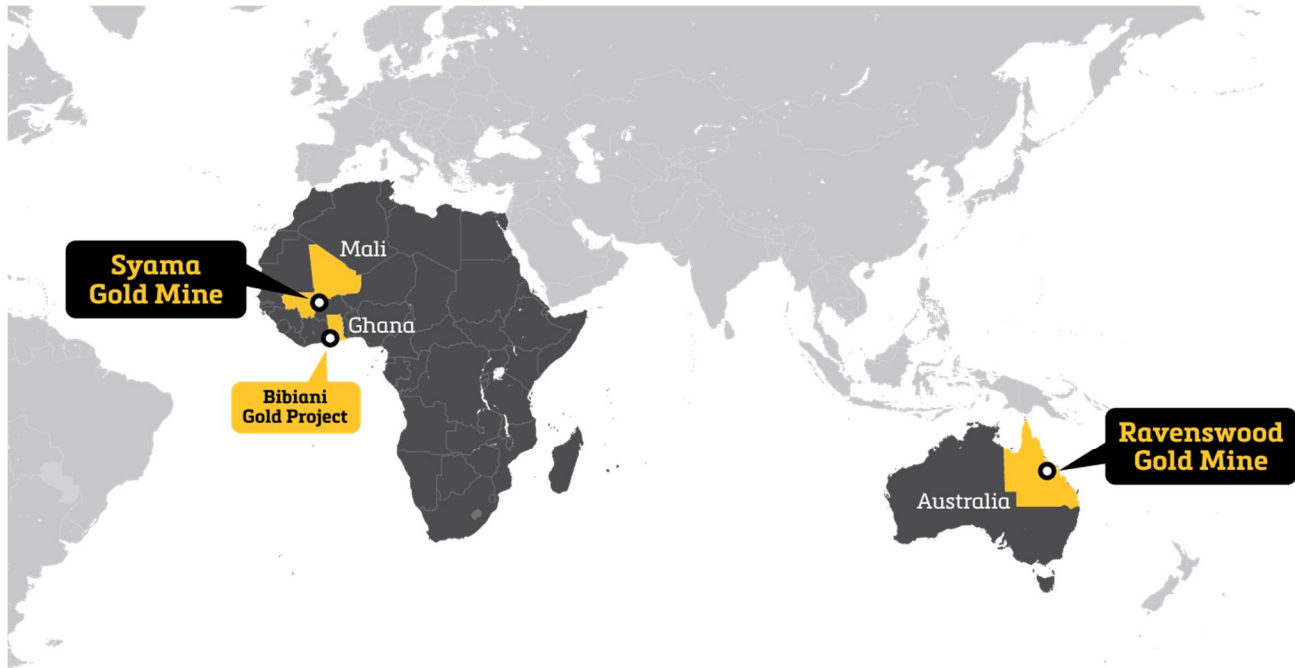 Mali
Syama
Gold Mine
Ghana
Bibiani
Gold Project
Ravenswood
Gold Mine
Australia